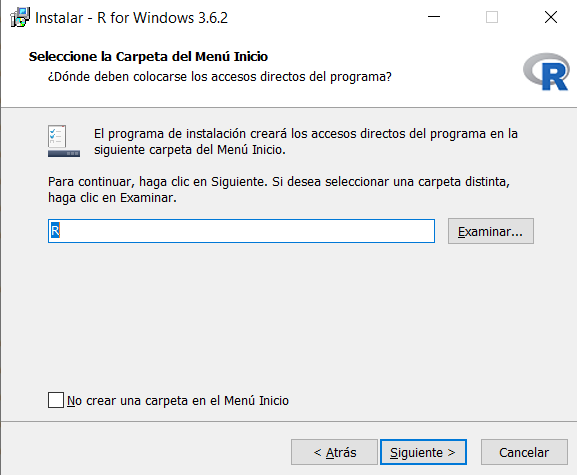 Instalar - R for Windows 3.6.2
Seleccione la Carpeta del Menú Inicio
¿Dónde deben colocarse los accesos directos del programa?
R
El programa de instalación creará los accesos directos del programa en la
siguiente carpeta del Menú Inicio.
Para continuar, haga clic en Siguiente. Si desea seleccionar una carpeta distinta,
haga clic en Examinar.
R
Examinar...
No crear una carpeta en el Menú Inicio
< Atrás
Siguiente >
Cancelar